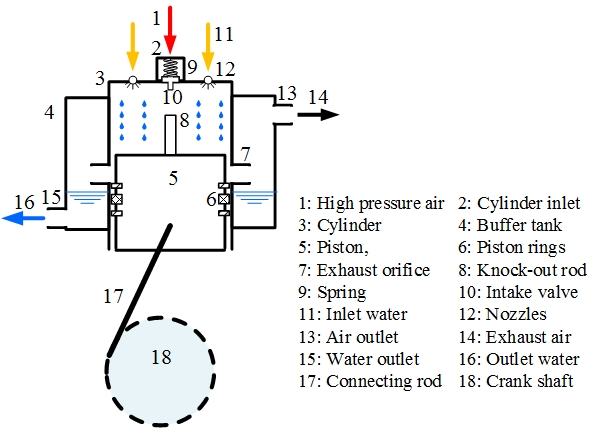 1
11
2
3
9
12
10
13
14
4
8
7
15
5
16
6
17
18
1: High pressure air 2: Cylinder inlet
3: Cylinder 4: Buffer tank
5: Piston, 6: Piston rings
7: Exhaust orifice 8: Knock-out rod
9: Spring 10: Intake valve
11: Inlet water 12: Nozzles
13: Air outlet 14: Exhaust air
15: Water outlet 16: Outlet water
17: Connecting rod 18: Crank shaft